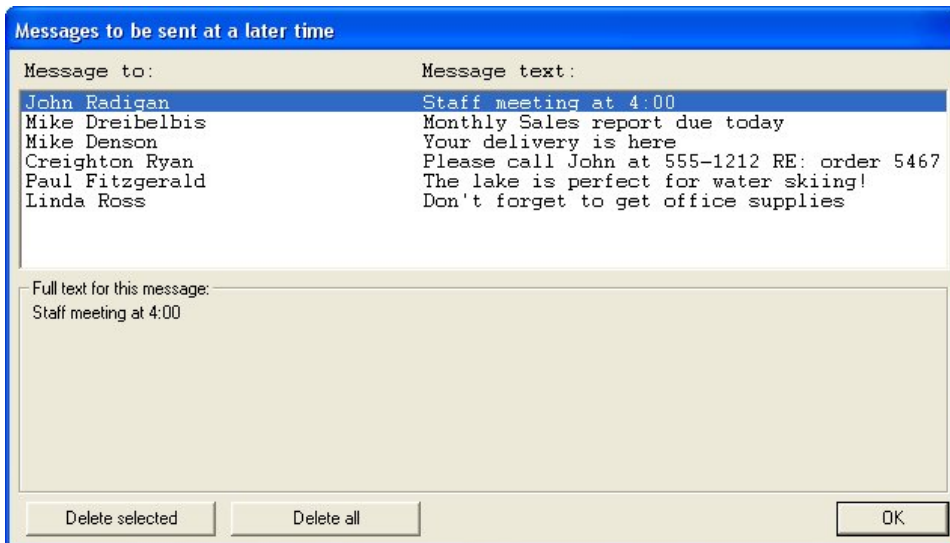 Messages to be sent at a later time
Message to: Message text:
John Radigan Staff meeting at 4:00
Mike Dreibelbis Monthly Sales report due today
Mike Denson Your delivery is here
Creighton Ryan Please call John at 555-1212 RE: order 5467
Paul Fitzgerald The lake is perfect for water skiing!
Linda Ross Don't forget to get office supplies
Full text for this message:
Staff meeting at 4:00
Delete selected Delete all OK